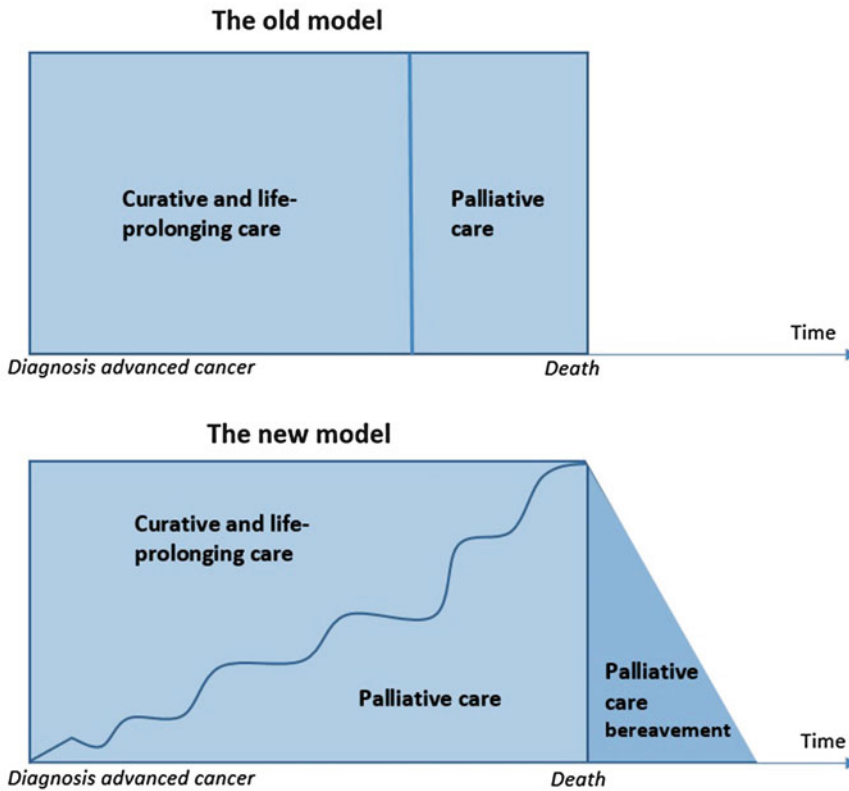 The old model
Curative and life-
prolonging care
Palliative
care
Time
Diagnosis advanced cancer
Death
The new model
Curative and life-
prolonging care
Palliative care
Palliative
care
bereavement
Time
Diagnosis advanced cancer
Death